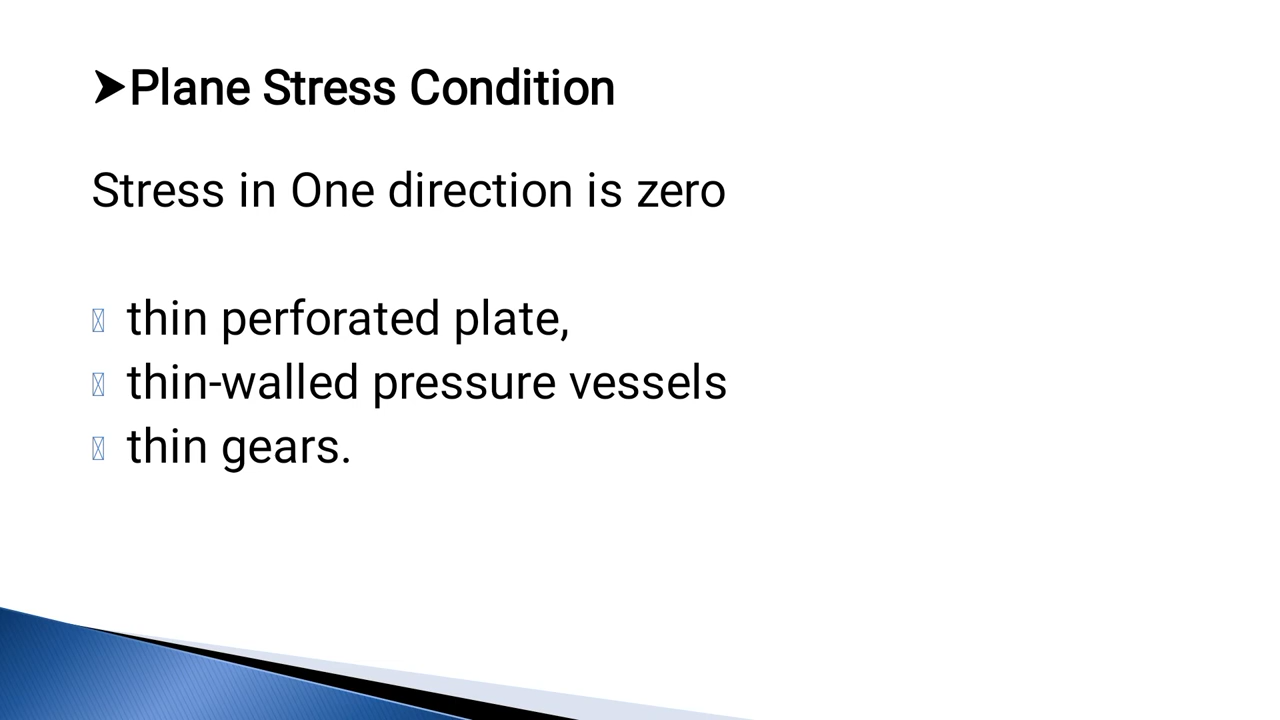 ➤Plane Stress Condition
Stress in One direction is zero
thin perforated plate,
thin-walled pressure vessels
thin gears.